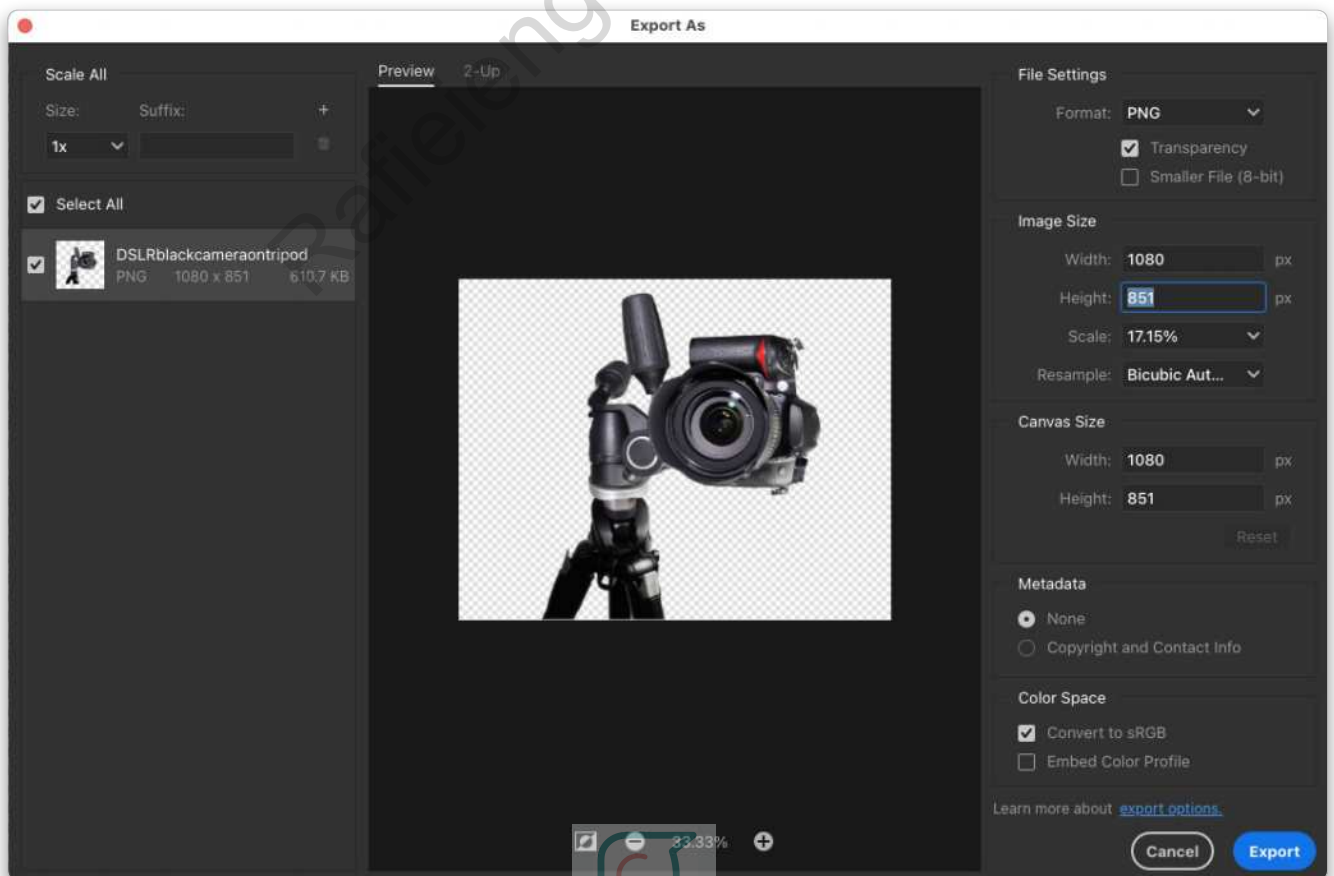 Export As
Scale All
Size: Suffix: +
1x
Select All
DSLRblackcameraontripod
PNG 1080 x 851 610.7 KB
Preview 2-Up
33.33%
File Settings
Format: PNG
Transparency
Smaller File (8-bit)
Image Size
Width: 1080 px
Height: 851 px
Scale: 17.15%
Resample: Bicubic Aut...
Canvas Size
Width: 1080 px
Height: 851 px
Reset
Metadata
None
Copyright and Contact Info
Color Space
Convert to sRGB
Embed Color Profile
Learn more about export options.
Cancel Export
Rafieieng